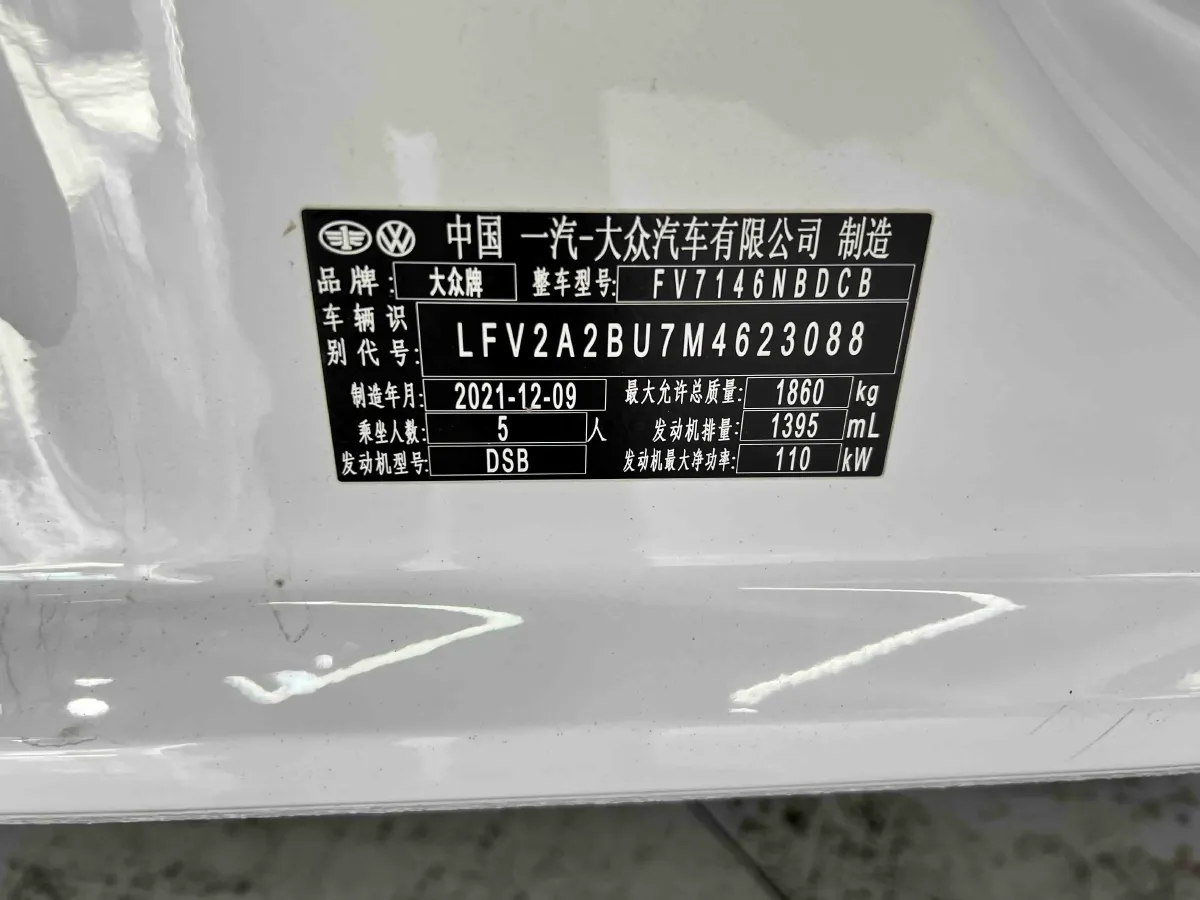 中国 一汽-大众汽车有限公司 制造
品牌: 大众牌 整车型号: FV7146NBDCB
车辆识别代号: LFV2A2BU7M4623088
制造年月: 2021-12-09 最大允许总质量: 1860 kg
乘坐人数: 5 人 发动机排量: 1395 mL
发动机型号: DSB 发动机最大净功率: 110 kW